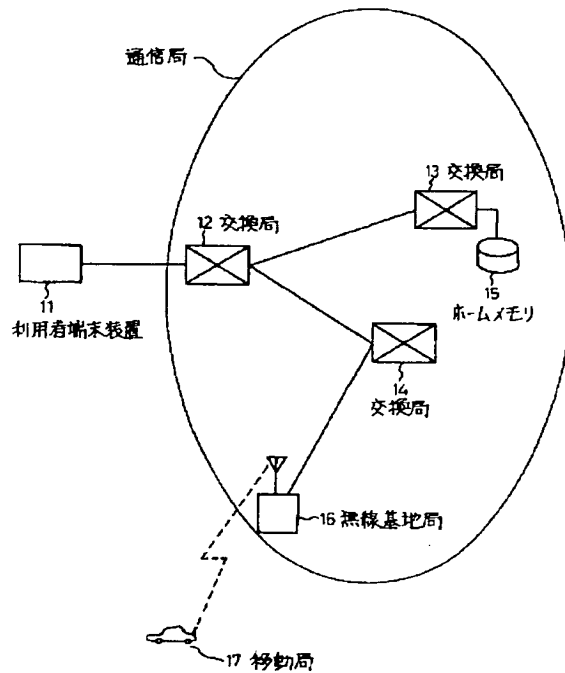 通信局
13 交換局
12 交換局
11
利用者端末装置
15
ホームメモリ
14
交換局
16 無線基地局
17 移動局